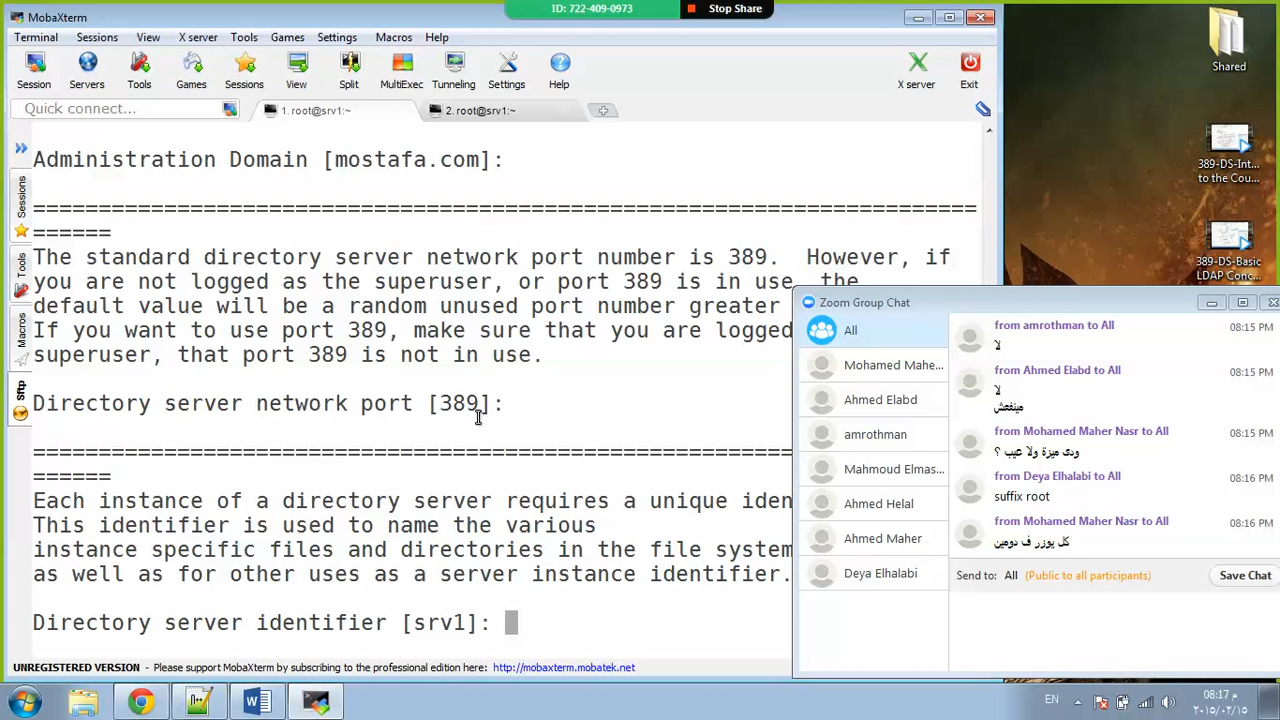 MobaXterm
ID: 722-409-0973
Stop Share
Terminal Sessions View X server Tools Games Settings Macros Help
Session Servers Tools Games Sessions View Split MultiExec Tunneling Settings Help X server Exit
Quick connect...
1. root@srv1:~
2. root@srv1:~
Sessions
Tools
Macros
Sftp
Administration Domain [mostafa.com]:
========================================================================
======
The standard directory server network port number is 389. However, if
you are not logged as the superuser, or port 389 is in use, the
default value will be a random unused port number greater
If you want to use port 389, make sure that you are logged
superuser, that port 389 is not in use.
Directory server network port [389]:
==========================================================
======
Each instance of a directory server requires a unique iden
This identifier is used to name the various
instance specific files and directories in the file system
as well as for other uses as a server instance identifier.
Directory server identifier [srv1]:
UNREGISTERED VERSION - Please support MobaXterm by subscribing to the professional edition here: http://mobaxterm.mobatek.net
Shared
389-DS-Int...
to the Cou...
389-DS-Basic
LDAP Conc...
Zoom Group Chat
All
Mohamed Mahe...
Ahmed Elabd
amrothman
Mahmoud Elmas...
Ahmed Helal
Ahmed Maher
Deya Elhalabi
from amrothman to All 08:15 PM
لا
from Ahmed Elabd to All 08:15 PM
لا
مينفعش
from Mohamed Maher Nasr to All 08:15 PM
ودى ميزة ولا عيب ؟
from Deya Elhalabi to All 08:16 PM
suffix root
from Mohamed Maher Nasr to All 08:16 PM
كل يوزر ف دومين
Send to: All (Public to all participants) Save Chat
EN
08:17 م
٢٠١٥/٠٢/١٥